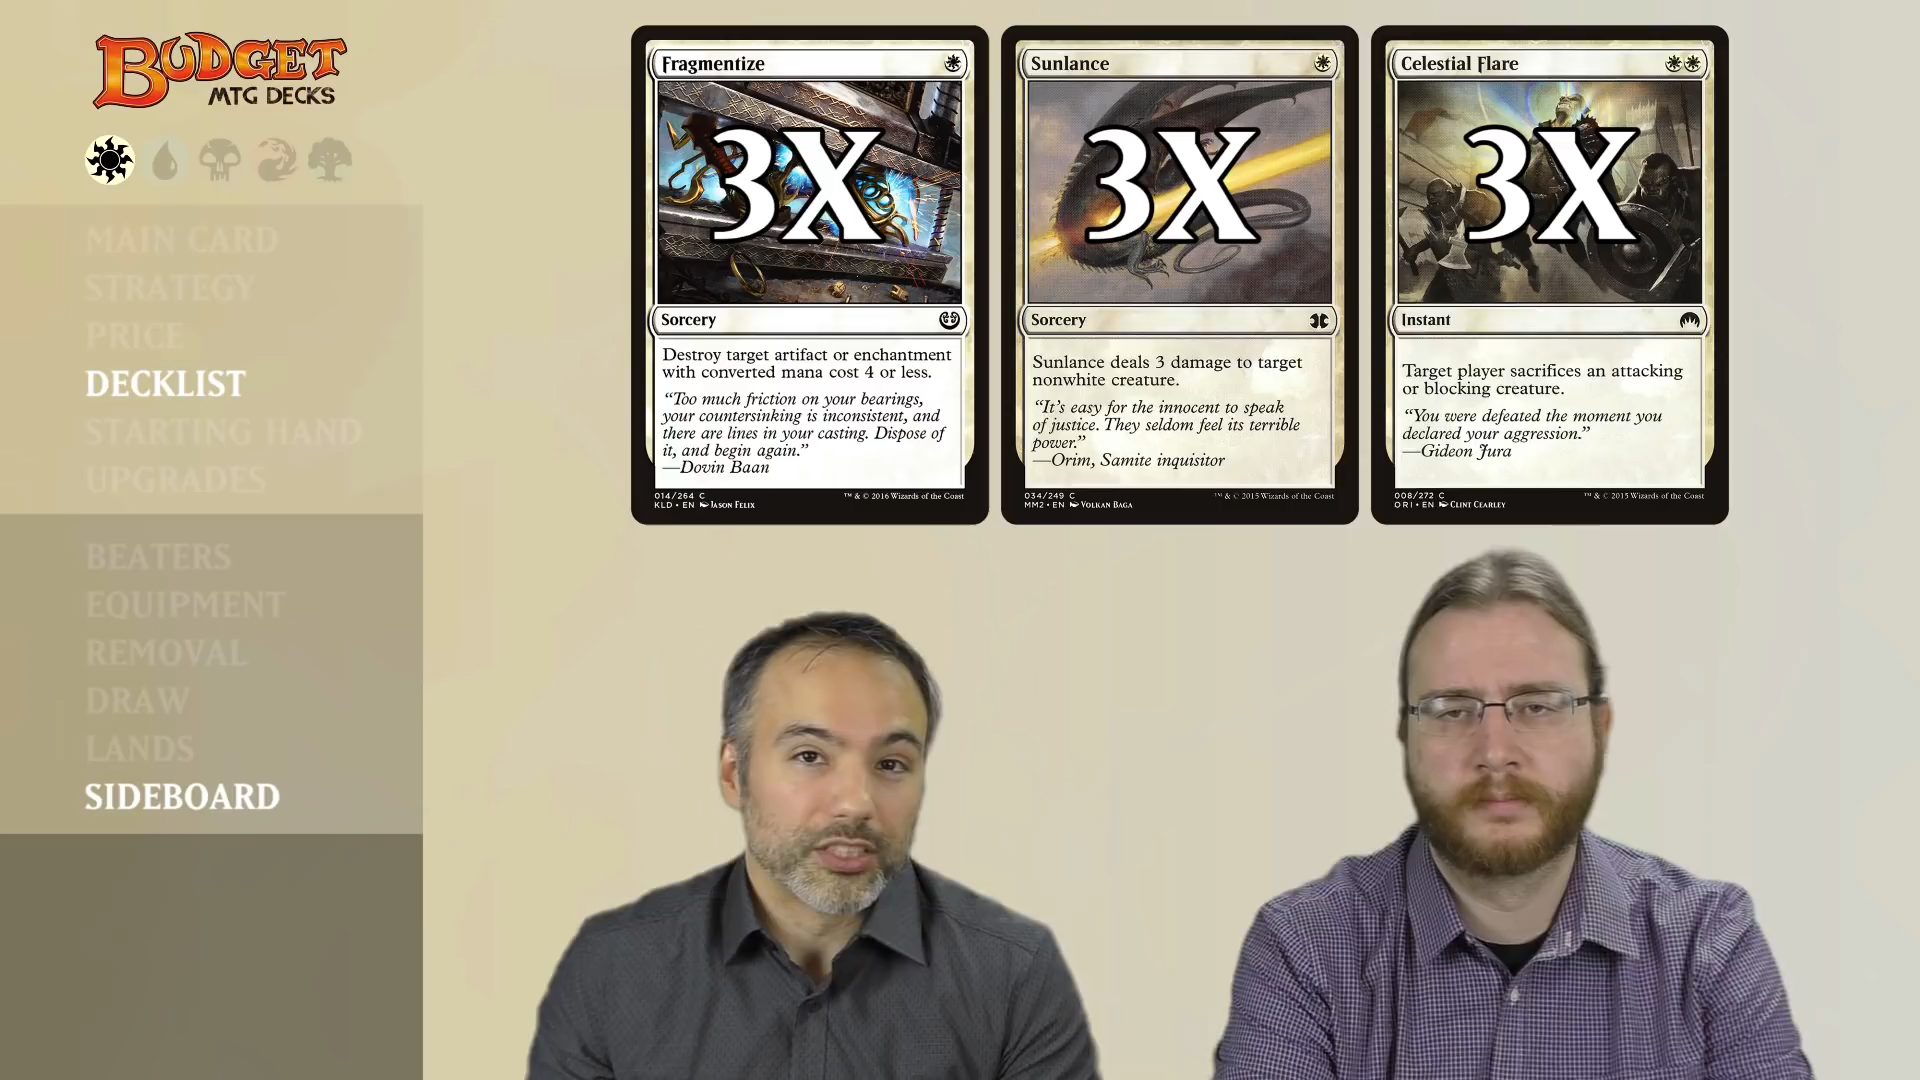 BUDGET
MTG DECKS
MAIN CARD
STRATEGY
PRICE
DECKLIST
STARTING HAND
UPGRADES
BEATERS
EQUIPMENT
REMOVAL
DRAW
LANDS
SIDEBOARD
Fragmentize
3X
Sorcery
Destroy target artifact or enchantment
with converted mana cost 4 or less.
“Too much friction on your bearings,
your countersinking is inconsistent, and
there are lines in your casting. Dispose of
it, and begin again.”
—Dovin Baan
014/264 C
KLD • EN JASON FELIX
™ & © 2016 Wizards of the Coast
Sunlance
3X
Sorcery
Sunlance deals 3 damage to target
nonwhite creature.
“It’s easy for the innocent to speak
of justice. They seldom feel its terrible
power.”
—Orim, Samite inquisitor
034/249 C
MM2 • EN VOLKAN BAGA
™ & © 2015 Wizards of the Coast
Celestial Flare
3X
Instant
Target player sacrifices an attacking
or blocking creature.
“You were defeated the moment you
declared your aggression.”
—Gideon Jura
008/272 C
ORI • EN CLINT CEARLEY
™ & © 2015 Wizards of the Coast